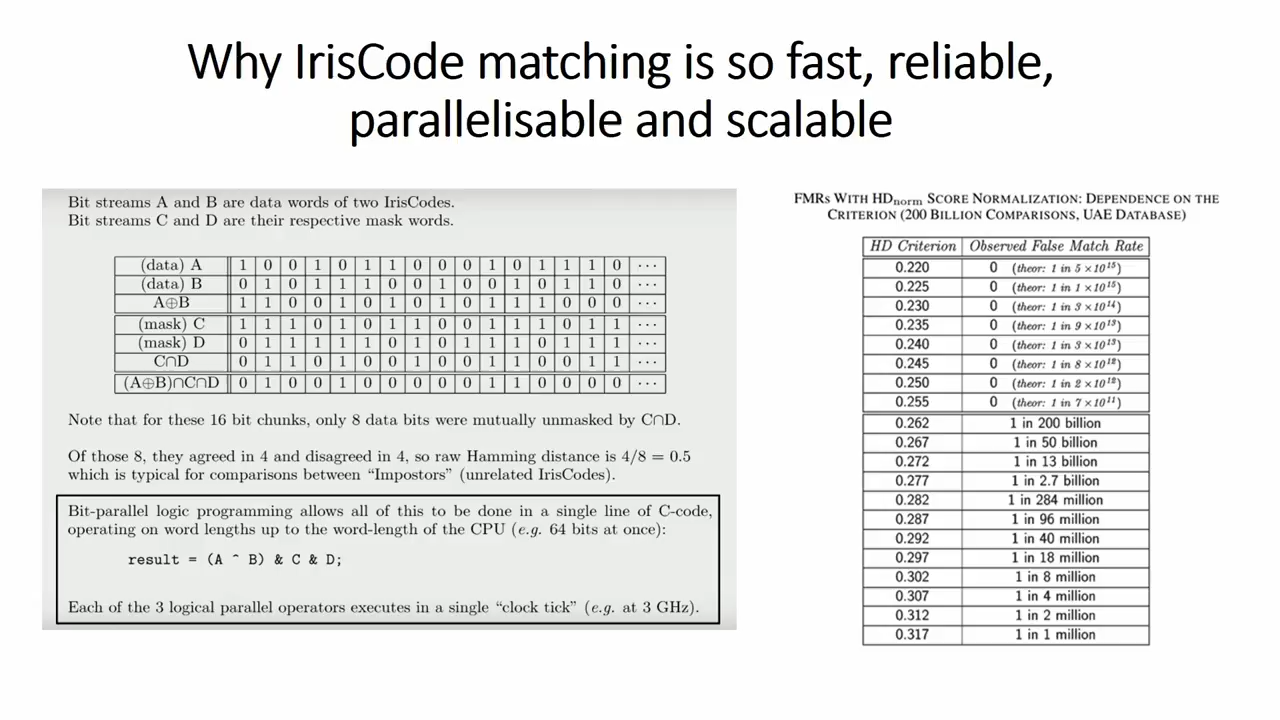 Why IrisCode matching is so fast, reliable,
parallelisable and scalable
Bit streams A and B are data words of two IrisCodes.
Bit streams C and D are their respective mask words.
(data) A 1 0 0 1 0 1 1 0 0 0 1 0 1 1 1 0 ···
(data) B 0 1 0 1 1 1 0 0 1 0 0 1 0 1 1 0 ···
A⊕B 1 1 0 0 1 0 1 0 1 0 1 1 1 0 0 0 ···
(mask) C 1 1 1 0 1 0 1 1 0 0 1 1 1 0 1 1 ···
(mask) D 0 1 1 1 1 1 0 1 0 1 1 1 0 1 1 1 ···
C∩D 0 1 1 0 1 0 0 1 0 0 1 1 0 0 1 1 ···
(A⊕B)∩C∩D 0 1 0 0 1 0 0 0 0 0 1 1 0 0 0 0 ···
Note that for these 16 bit chunks, only 8 data bits were mutually unmasked by C∩D.
Of those 8, they agreed in 4 and disagreed in 4, so raw Hamming distance is 4/8 = 0.5
which is typical for comparisons between “Impostors” (unrelated IrisCodes).
Bit-parallel logic programming allows all of this to be done in a single line of C-code,
operating on word lengths up to the word-length of the CPU (e.g. 64 bits at once):
result = (A ^ B) & C & D;
Each of the 3 logical parallel operators executes in a single “clock tick” (e.g. at 3 GHz).
FMRs With HDnorm Score Normalization: Dependence on the
Criterion (200 Billion Comparisons, UAE Database)
HD Criterion Observed False Match Rate
0.220 0 (theor: 1 in 5 ×10¹⁵)
0.225 0 (theor: 1 in 1 ×10¹⁵)
0.230 0 (theor: 1 in 3 ×10¹⁴)
0.235 0 (theor: 1 in 9 ×10¹³)
0.240 0 (theor: 1 in 3 ×10¹³)
0.245 0 (theor: 1 in 8 ×10¹²)
0.250 0 (theor: 1 in 2 ×10¹²)
0.255 0 (theor: 1 in 7 ×10¹¹)
0.262 1 in 200 billion
0.267 1 in 50 billion
0.272 1 in 13 billion
0.277 1 in 2.7 billion
0.282 1 in 284 million
0.287 1 in 96 million
0.292 1 in 40 million
0.297 1 in 18 million
0.302 1 in 8 million
0.307 1 in 4 million
0.312 1 in 2 million
0.317 1 in 1 million